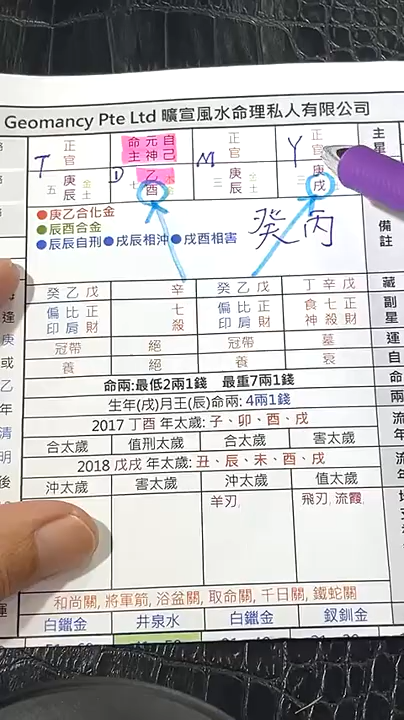 Geomancy Pte Ltd 曠宣風水命理私人有限公司
T 正官 命主 元神 自己 D M 正官 Y 正官 主星
五 庚辰 金土 乙酉 三 庚辰 庚戌
庚乙合化金
辰酉合金
辰辰自刑 戌辰相沖 戌酉相害
癸丙
備註
癸乙戊 辛 癸乙戊 丁辛戊 藏
偏比正 七 偏比正 食七正 副
印肩財 殺 印肩財 神殺財 星
冠帶 絕 冠帶 墓 運
養 絕 養 衰 自
命兩:最低2兩1錢 最重7兩1錢 命
生年(戌)月王(辰)命兩: 4兩1錢 兩
2017 丁酉 年太歲: 子、卯、酉、戌 流年
合太歲 值刑太歲 合太歲 害太歲
2018 戊戌 年太歲: 丑、辰、未、酉、戌 流年
沖太歲 害太歲 沖太歲 值太歲
羊刃, 飛刃, 流霞,
和尚關, 將軍箭, 浴盆關, 取命關, 千日關, 鐵蛇關
白鑞金 井泉水 白鑞金 釵釧金
逢
庚
或
乙
年
清
明
後
運